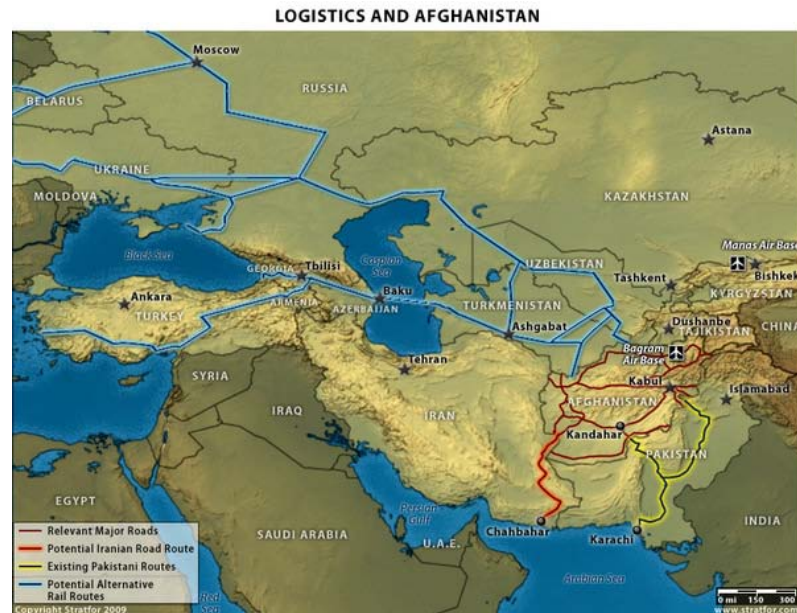 LOGISTICS AND AFGHANISTAN
Moscow
RUSSIA
BELARUS
Astana
UKRAINE
MOLDOVA
KAZAKHSTAN
Black Sea
Caspian
Sea
UZBEKISTAN
Manas Air Base
Bishkek
GEORGIA
Tbilisi
Tashkent
KYRGYZSTAN
Ankara
TURKEY
ARMENIA
Baku
AZERBAIJAN
TURKMENISTAN
Ashgabat
Dushanbe
TAJIKISTAN
CHINA
Bagram
Air Base
Tehran
SYRIA
Kabul
Islamabad
AFGHANISTAN
IRAQ
IRAN
Kandahar
PAKISTAN
EGYPT
Persian
Gulf
SAUDI ARABIA
U.A.E.
Chahbahar
Karachi
INDIA
Arabian Sea
Red
Sea
Relevant Major Roads
Potential Iranian Road Route
Existing Pakistani Routes
Potential Alternative
Rail Routes
0 mi 150 300
Copyright Stratfor 2009
www.stratfor.com